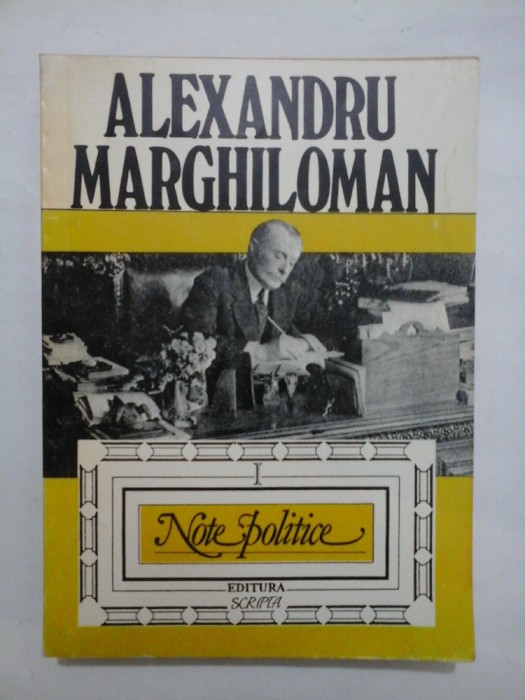 ALEXANDRU
MARGHILOMAN
I
Note politice
EDITURA
SCRIPTA